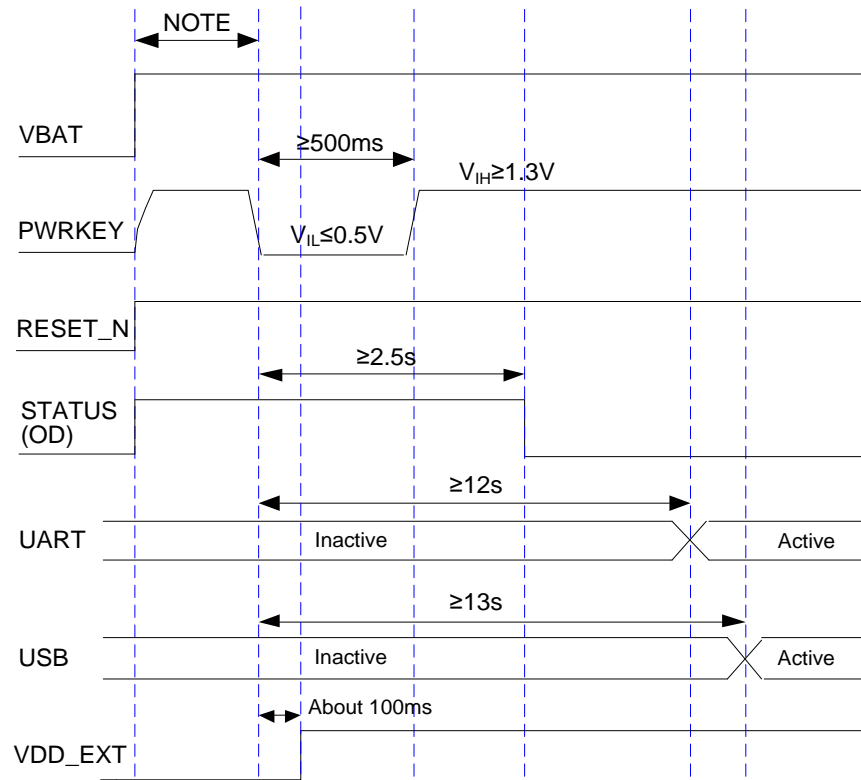 NOTE
VBAT
≥500ms
VIH≥1.3V
PWRKEY
VIL≤0.5V
RESET_N
≥2.5s
STATUS
(OD)
≥12s
UART
Inactive
Active
≥13s
USB
Inactive
Active
About 100ms
VDD_EXT